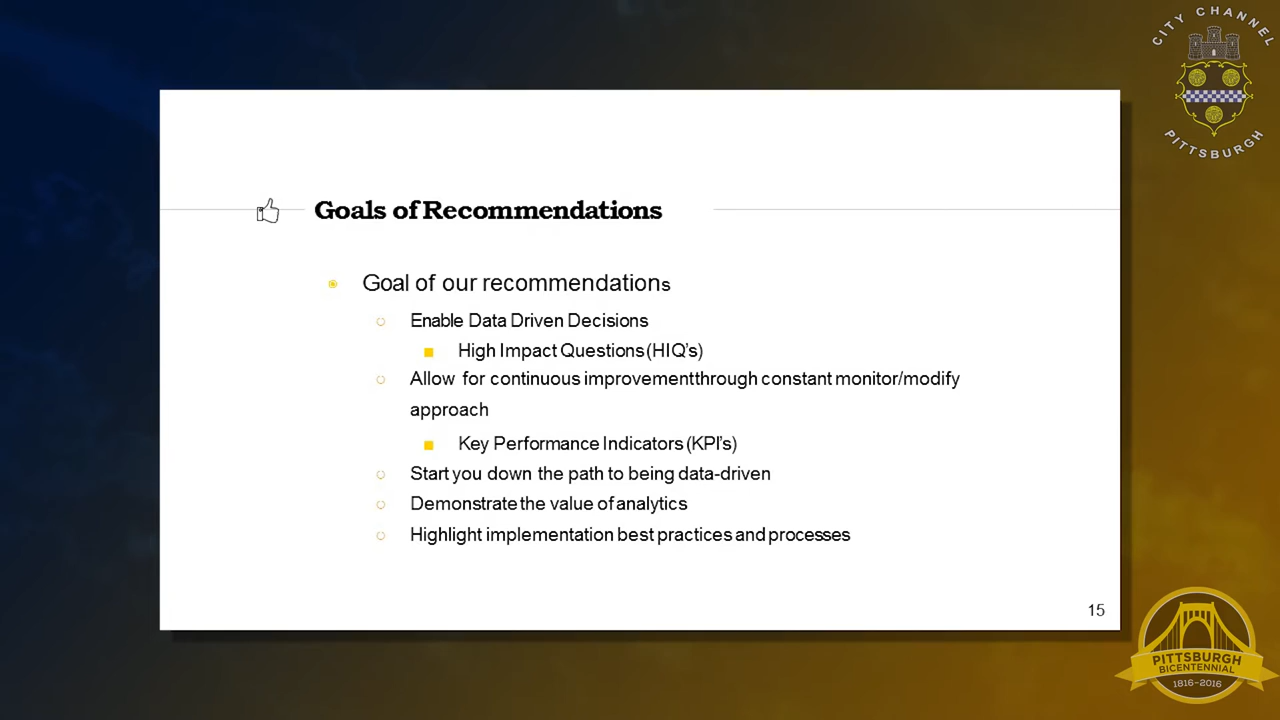 CITY CHANNEL
PITTSBURGH
Goals of Recommendations
Goal of our recommendations
Enable Data Driven Decisions
High Impact Questions (HIQ's)
Allow for continuous improvementthrough constant monitor/modify
approach
Key Performance Indicators (KPI's)
Start you down the path to being data-driven
Demonstrate the value of analytics
Highlight implementation best practices and processes
15
PITTSBURGH
BICENTENNIAL
1816-2016